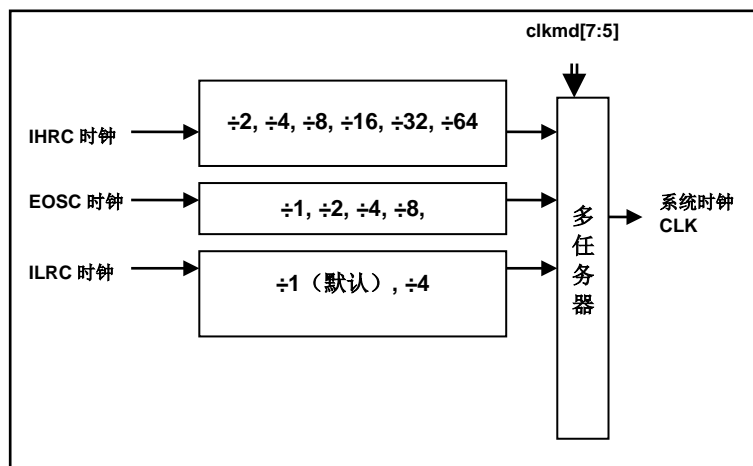 clkmd[7:5]
IHRC 时钟
÷2, ÷4, ÷8, ÷16, ÷32, ÷64
EOSC 时钟
÷1, ÷2, ÷4, ÷8,
ILRC 时钟
÷1（默认）, ÷4
多
任
务
器
系统时钟
CLK